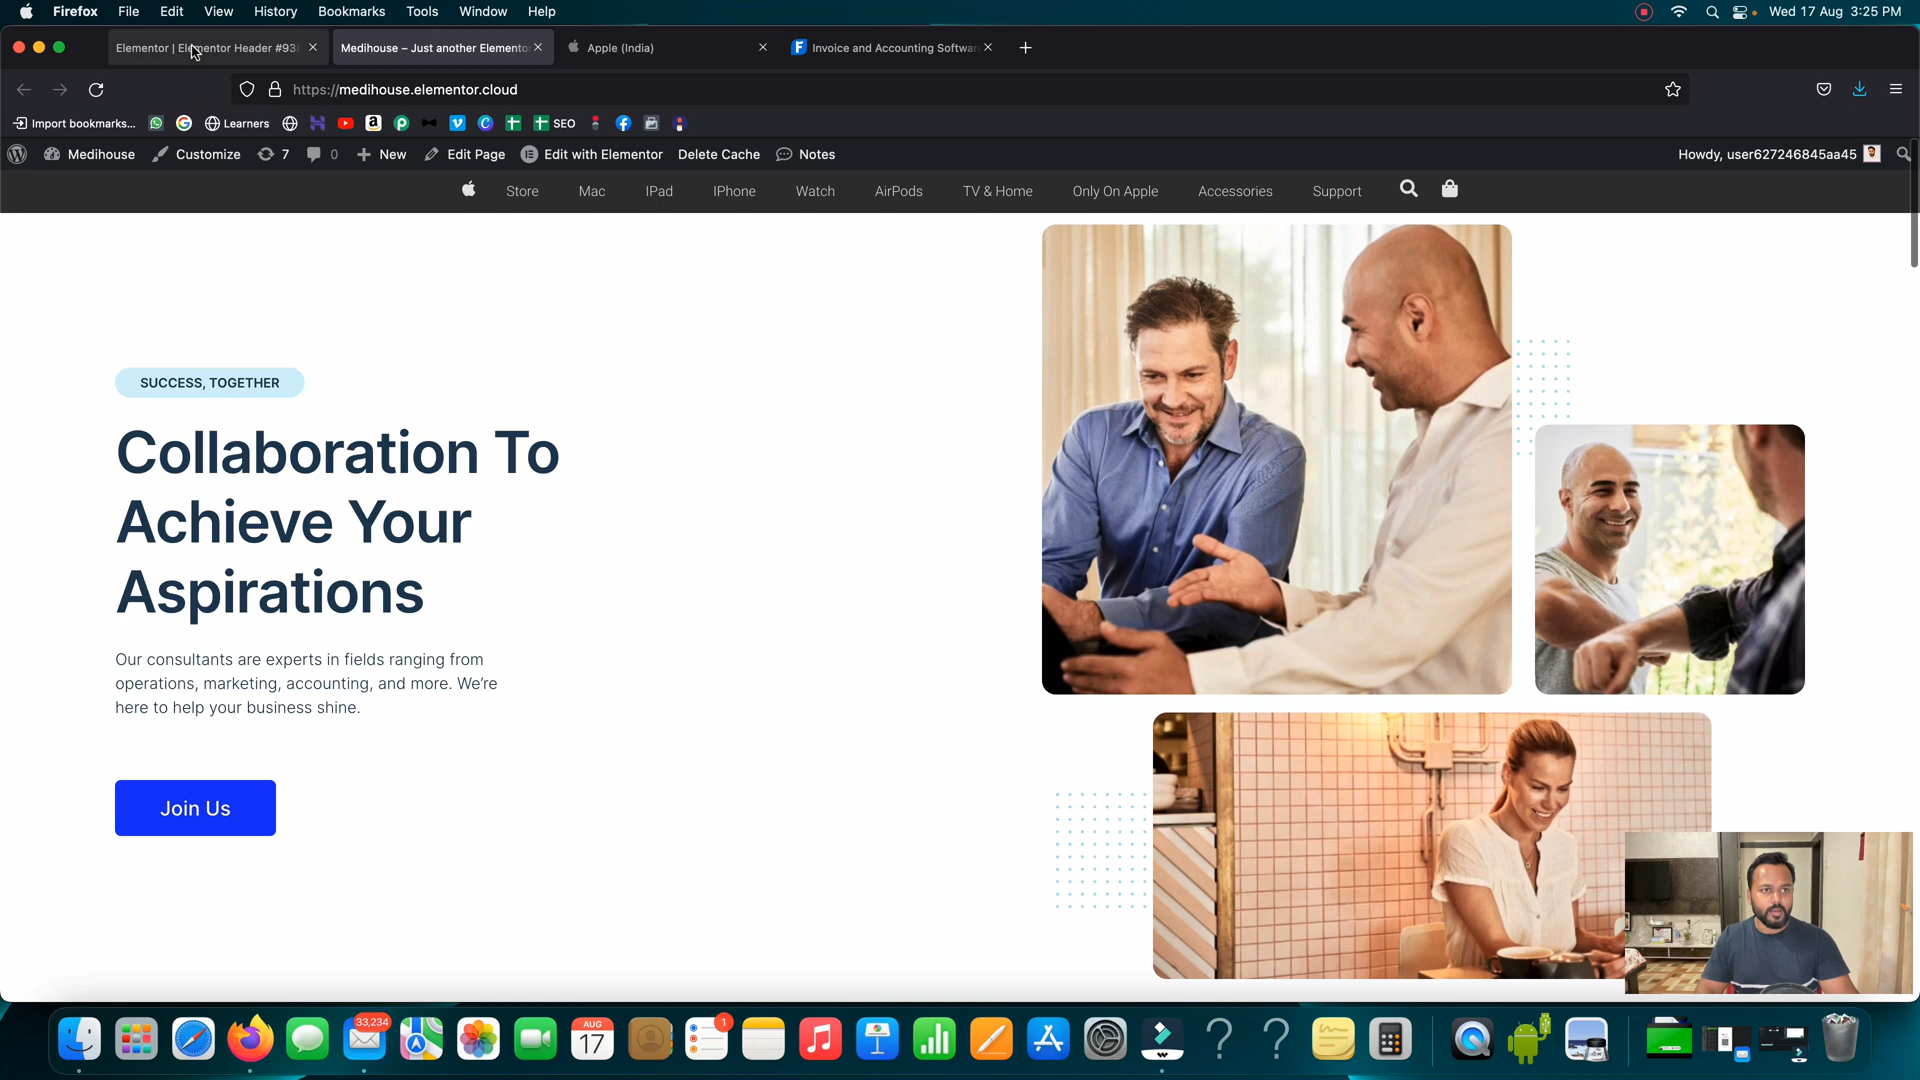 Firefox File Edit View History Bookmarks Tools Window Help Wed 17 Aug 3:25 PM
Elementor | Elementor Header #938 Medihouse – Just another Elemento Apple (India) Invoice and Accounting Softwar
https://medihouse.elementor.cloud
Import bookmarks... Learners SEO
Medihouse Customize 7 0 New Edit Page Edit with Elementor Delete Cache Notes Howdy, user627246845aa45
Store Mac IPad IPhone Watch AirPods TV & Home Only On Apple Accessories Support
SUCCESS, TOGETHER
Collaboration To
Achieve Your
Aspirations
Our consultants are experts in fields ranging from
operations, marketing, accounting, and more. We're
here to help your business shine.
Join Us
33,234
AUG
17
1